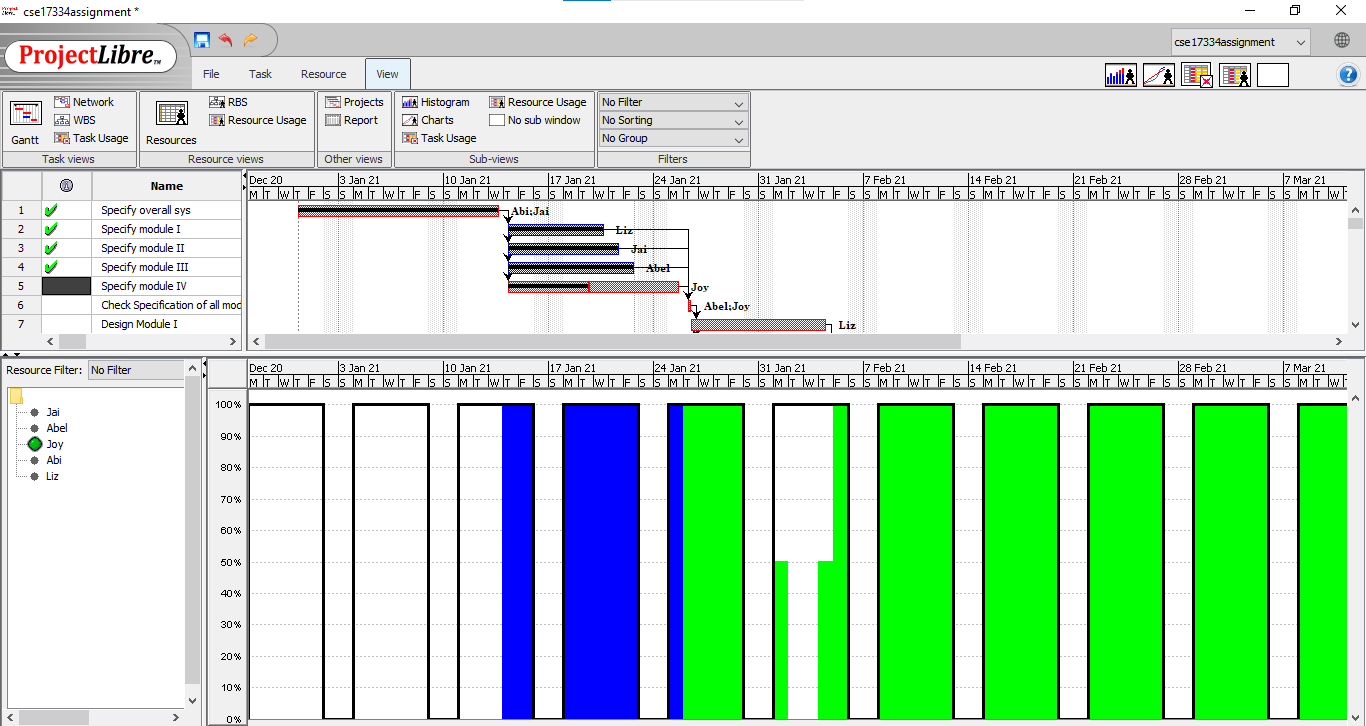 cse17334assignment *
ProjectLibre™
cse17334assignment
File Task Resource View
Gantt
Network
WBS
Task Usage
Task views
Resources
RBS
Resource Usage
Resource views
Projects
Report
Other views
Histogram
Charts
Task Usage
Resource Usage
No sub window
Sub-views
No Filter
No Sorting
No Group
Filters
Name
1 Specify overall sys
2 Specify module I
3 Specify module II
4 Specify module III
5 Specify module IV
6 Check Specification of all mod
7 Design Module I
Dec 20 3 Jan 21 10 Jan 21 17 Jan 21 24 Jan 21 31 Jan 21 7 Feb 21 14 Feb 21 21 Feb 21 28 Feb 21 7 Mar 21
M T W T F S S M T W T F S S M T W T F S S M T W T F S S M T W T F S S M T W T F S S M T W T F S S M T W T F S S M T W T F S S M T W T F S S M T W
Abi;Jai
Liz
Jai
Abel
Joy
Abel;Joy
Liz
Resource Filter: No Filter
Jai
Abel
Joy
Abi
Liz
Dec 20 3 Jan 21 10 Jan 21 17 Jan 21 24 Jan 21 31 Jan 21 7 Feb 21 14 Feb 21 21 Feb 21 28 Feb 21 7 Mar 21
M T W T F S S M T W T F S S M T W T F S S M T W T F S S M T W T F S S M T W T F S S M T W T F S S M T W T F S S M T W T F S S M T W T F S S M T W
100%
90%
80%
70%
60%
50%
40%
30%
20%
10%
0%